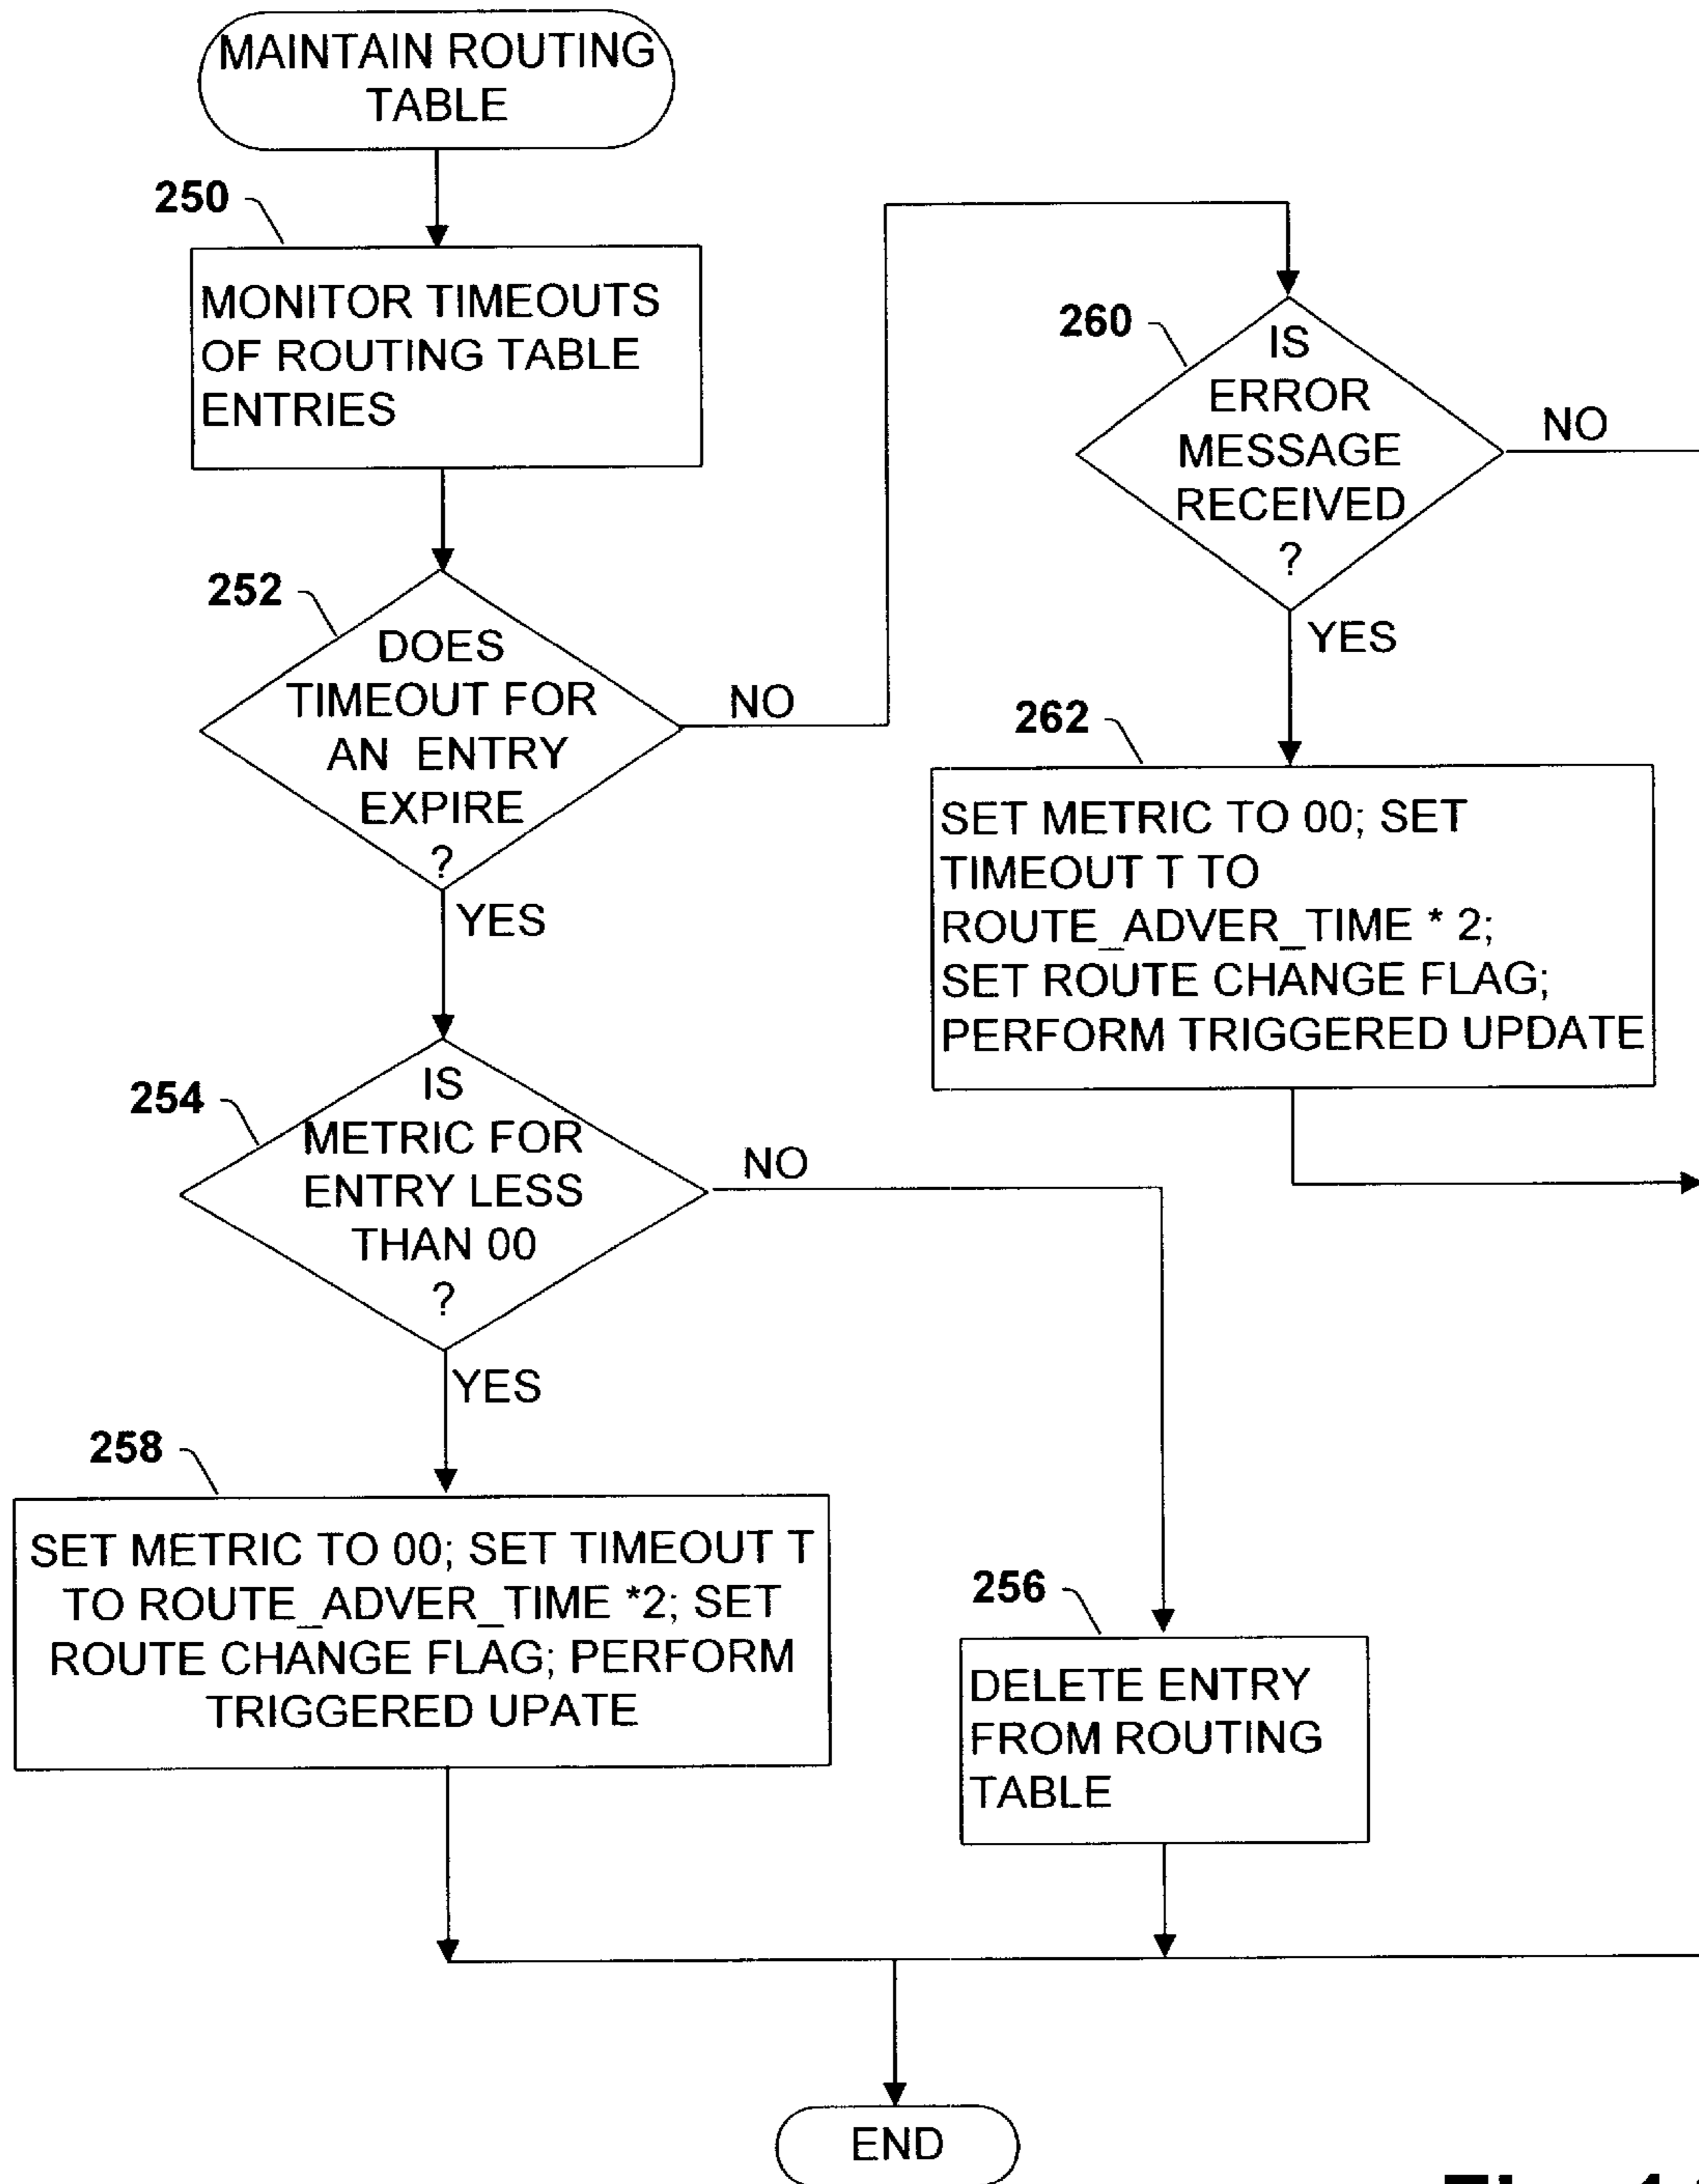 MAINTAIN ROUTING
TABLE
250
MONITOR TIMEOUTS
OF ROUTING TABLE
ENTRIES
252
DOES
TIMEOUT FOR
AN ENTRY
EXPIRE
?
NO
YES
260
IS
ERROR
MESSAGE
RECEIVED
?
NO
YES
262
SET METRIC TO 00; SET
TIMEOUT T TO
ROUTE_ADVER_TIME * 2;
SET ROUTE CHANGE FLAG;
PERFORM TRIGGERED UPDATE
254
IS
METRIC FOR
ENTRY LESS
THAN 00
?
NO
YES
258
SET METRIC TO 00; SET TIMEOUT T
TO ROUTE_ADVER_TIME *2; SET
ROUTE CHANGE FLAG; PERFORM
TRIGGERED UPATE
256
DELETE ENTRY
FROM ROUTING
TABLE
END